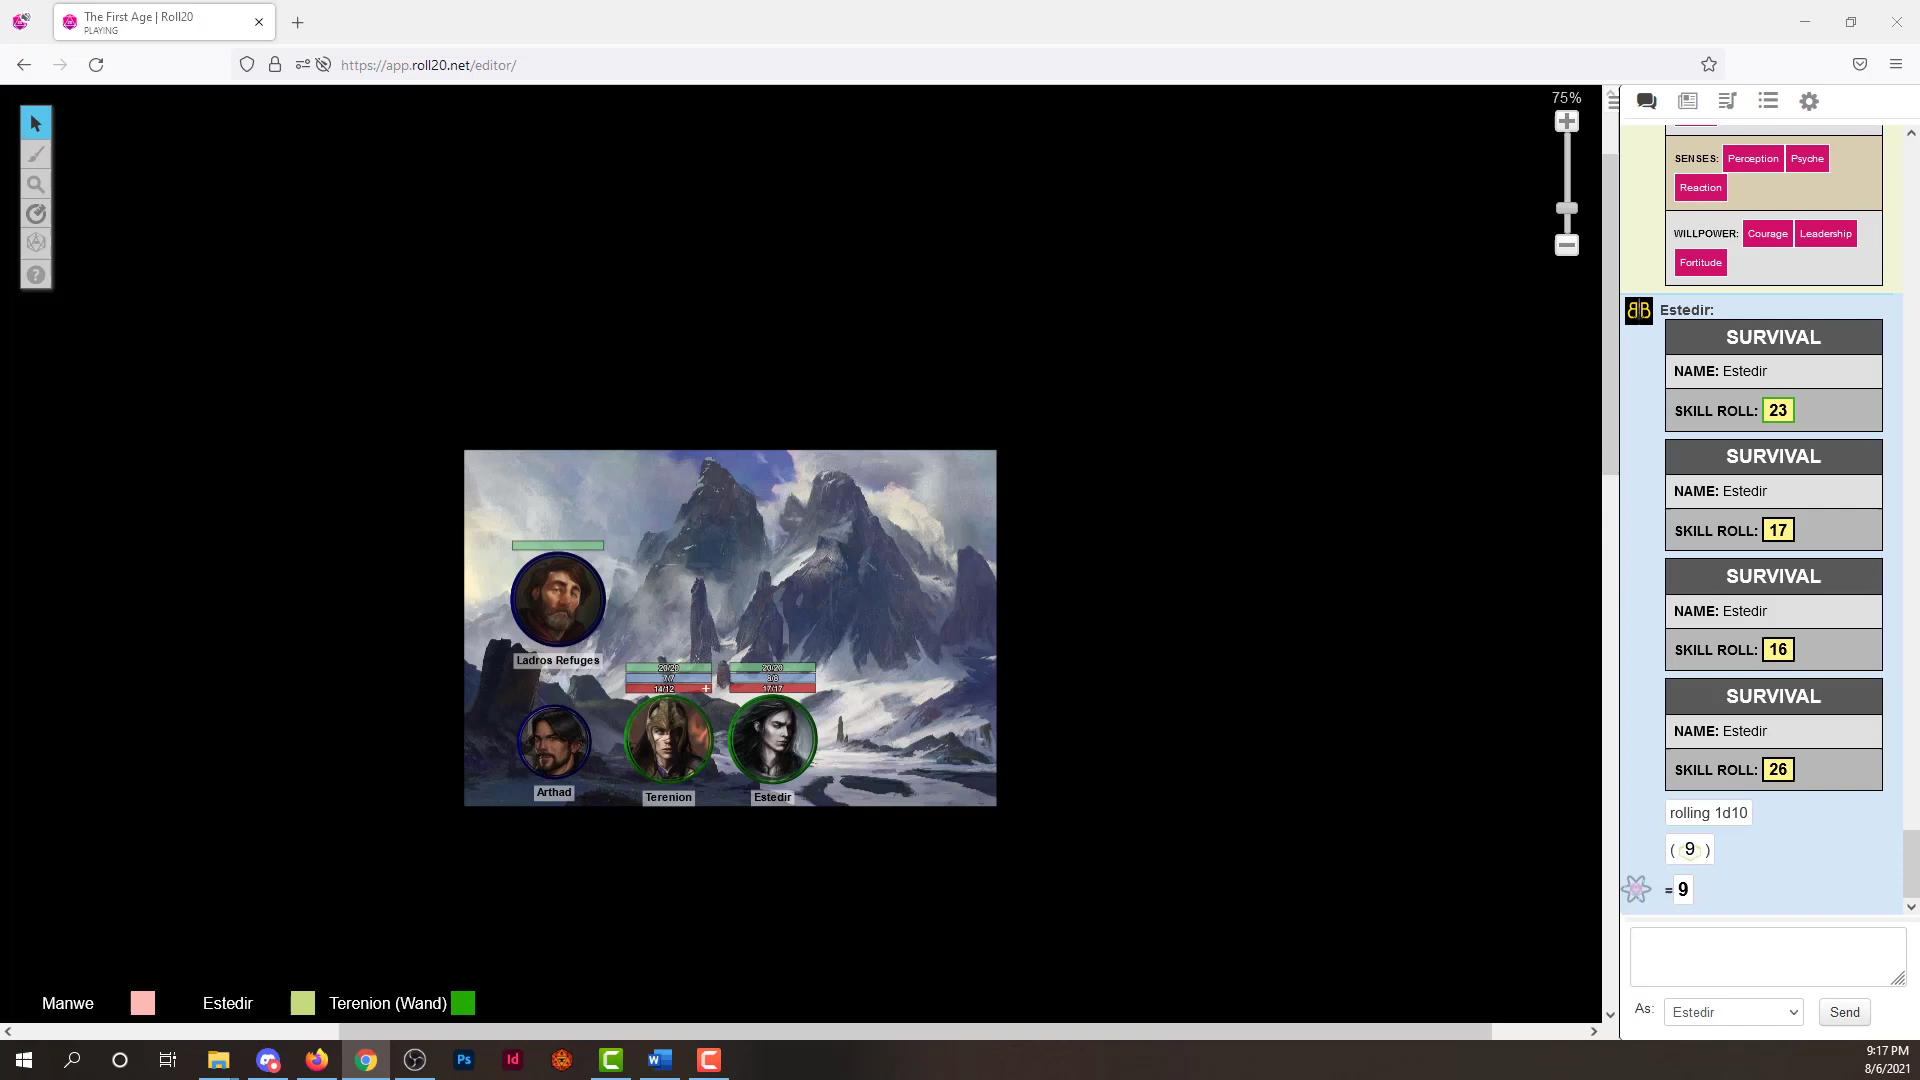 The First Age | Roll20
PLAYING
https://app.roll20.net/editor/
75%
SENSES: Perception Psyche
Reaction
WILLPOWER: Courage Leadership
Fortitude
Estedir:
SURVIVAL
NAME: Estedir
SKILL ROLL: 23
SURVIVAL
NAME: Estedir
SKILL ROLL: 17
SURVIVAL
NAME: Estedir
SKILL ROLL: 16
SURVIVAL
NAME: Estedir
SKILL ROLL: 26
rolling 1d10
( 9 )
= 9
Ladros Refuges
20/20
7/7
14/12
20/20
8/8
17/17
Arthad
Terenion
Estedir
Manwe
Estedir
Terenion (Wand)
As: Estedir Send
9:17 PM
8/6/2021